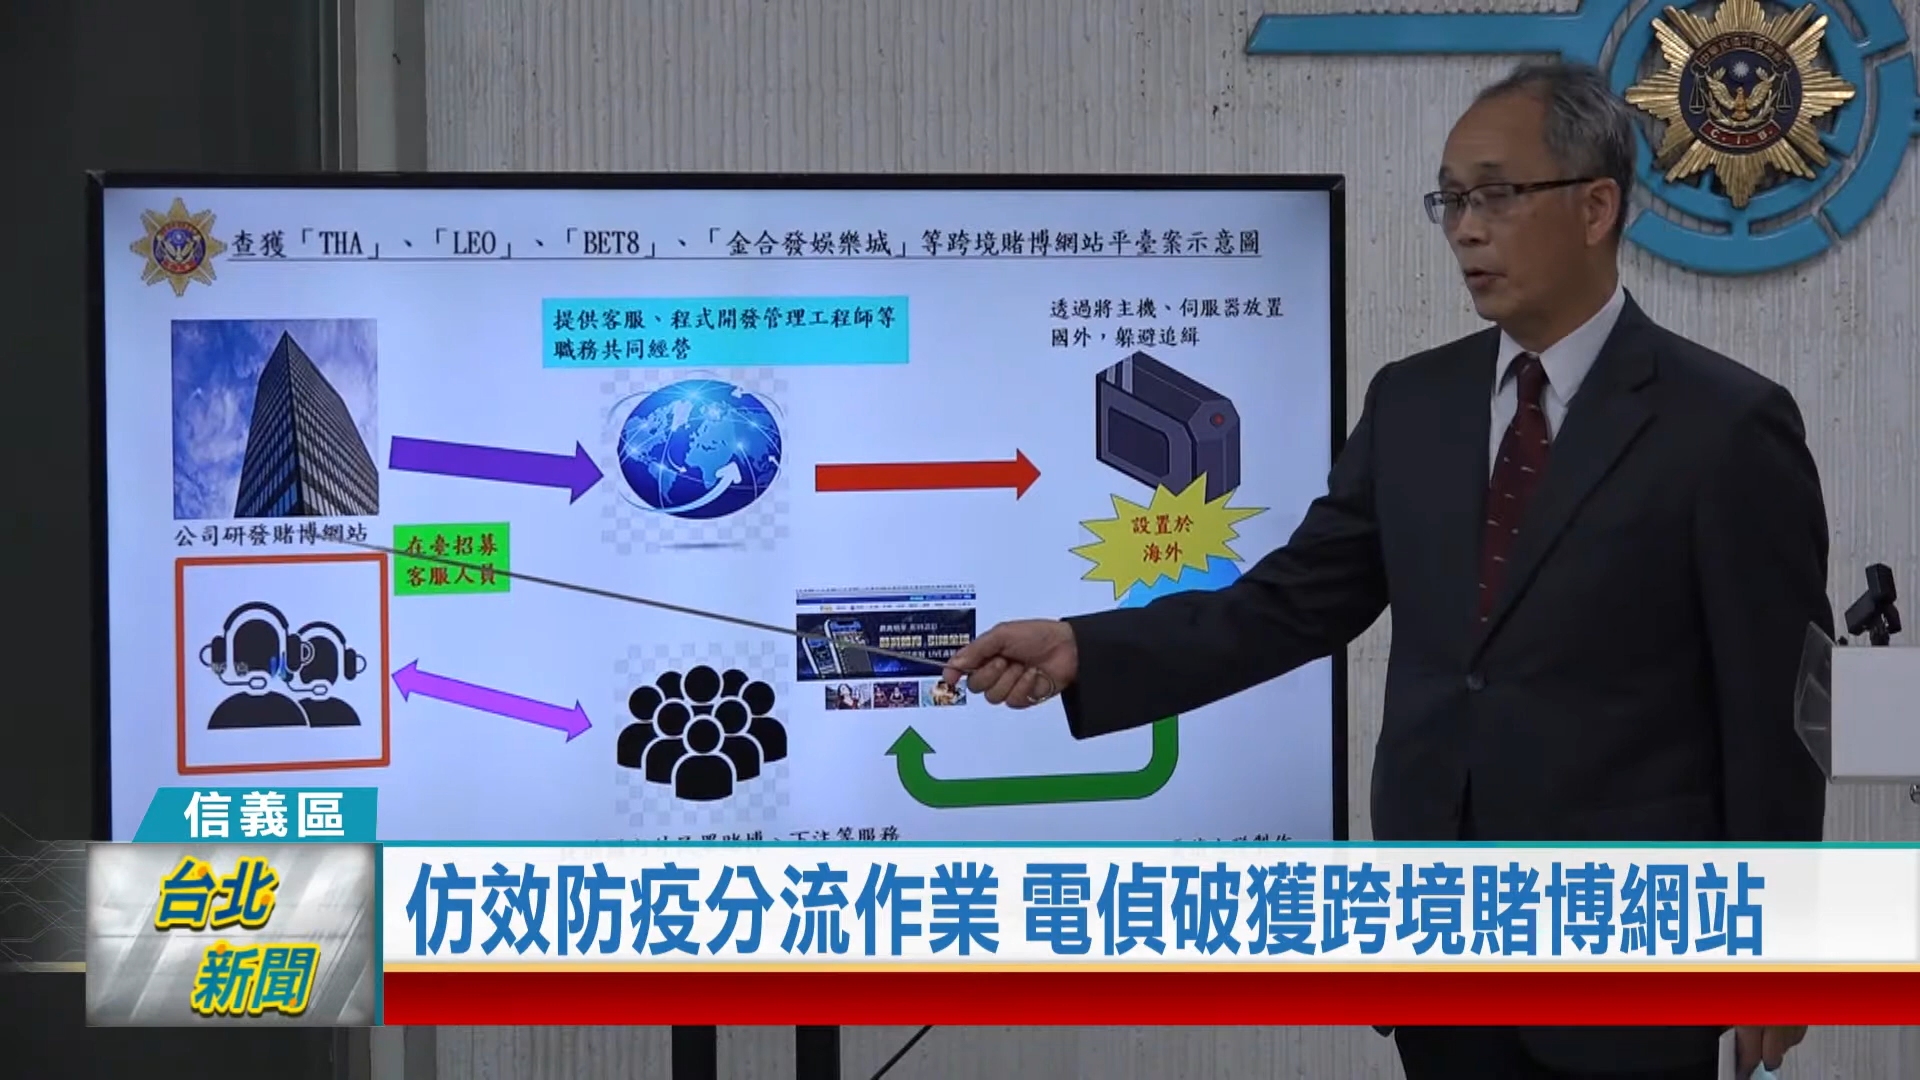 C.I.B.
查獲「THA」、「LEO」、「BET8」、「金合發娛樂城」等跨境賭博網站平臺案示意圖
提供客服、程式開發管理工程師等
職務共同經營
透過將主機、伺服器放置
國外，躲避追緝
公司研發賭博網站
在臺招募
客服人員
設置於
海外
下注等服務
信義區
台北
新聞
仿效防疫分流作業 電偵破獲跨境賭博網站